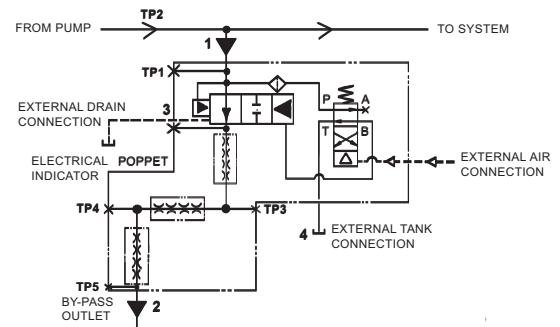 TP2
FROM PUMP
TO SYSTEM
1
TP1
P A
EXTERNAL DRAIN
CONNECTION
3
T B
ELECTRICAL POPPET
INDICATOR
EXTERNAL AIR
CONNECTION
TP4
TP3
4 EXTERNAL TANK
CONNECTION
TP5
BY-PASS
OUTLET
2